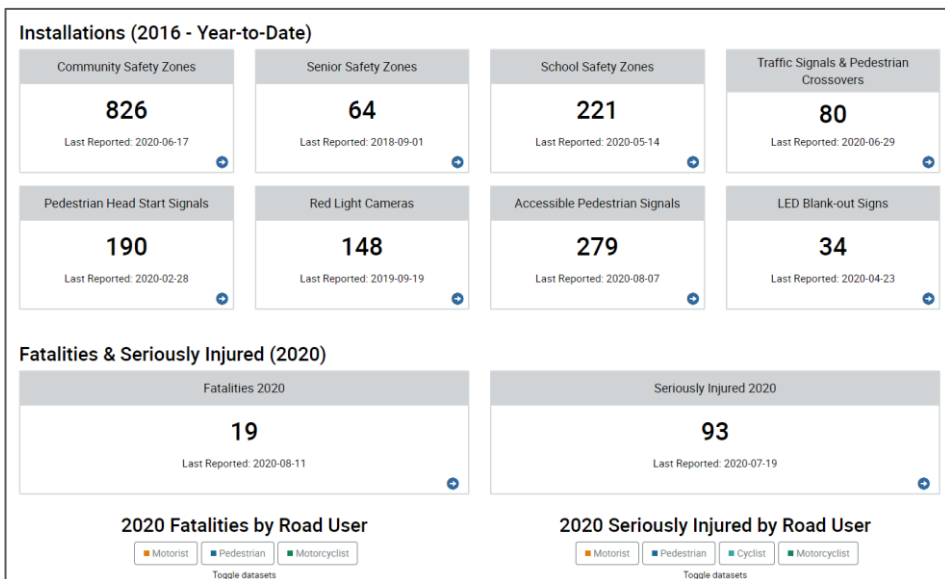 Installations (2016 - Year-to-Date)
Community Safety Zones
826
Last Reported: 2020-06-17
Senior Safety Zones
64
Last Reported: 2018-09-01
School Safety Zones
221
Last Reported: 2020-05-14
Traffic Signals & Pedestrian
Crossovers
80
Last Reported: 2020-06-29
Pedestrian Head Start Signals
190
Last Reported: 2020-02-28
Red Light Cameras
148
Last Reported: 2019-09-19
Accessible Pedestrian Signals
279
Last Reported: 2020-08-07
LED Blank-out Signs
34
Last Reported: 2020-04-23
Fatalities & Seriously Injured (2020)
Fatalities 2020
19
Last Reported: 2020-08-11
Seriously Injured 2020
93
Last Reported: 2020-07-19
2020 Fatalities by Road User
Motorist Pedestrian Motorcyclist
Toggle datasets
2020 Seriously Injured by Road User
Motorist Pedestrian Cyclist Motorcyclist
Toggle datasets